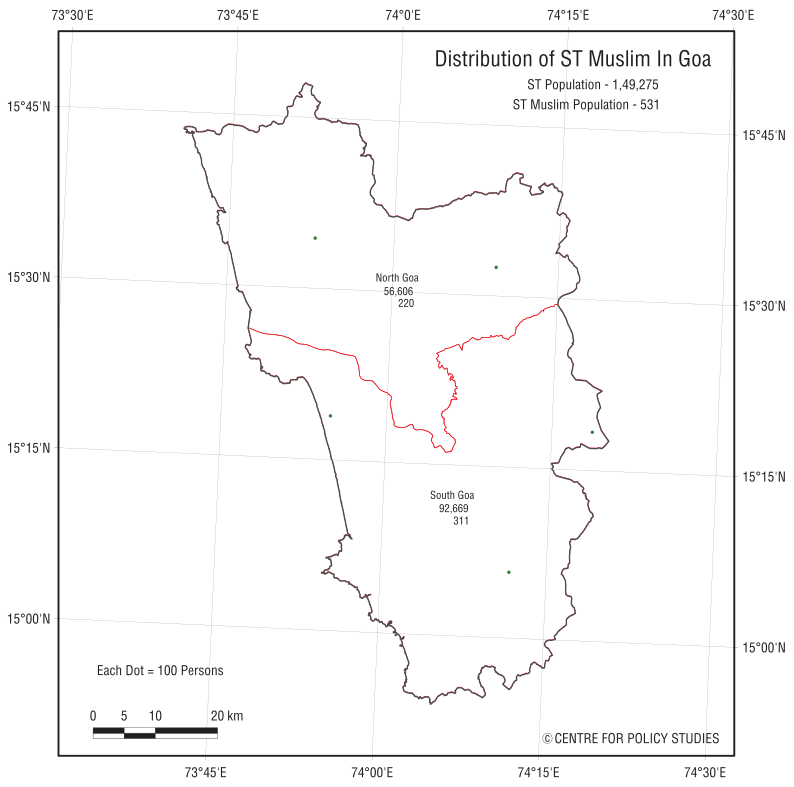 73°30'E 73°45'E 74°0'E 74°15'E 74°30'E
Distribution of ST Muslim In Goa
ST Population - 1,49,275
ST Muslim Population - 531
15°45'N 15°45'N
15°30'N 15°30'N
North Goa
56,606
220
15°15'N 15°15'N
South Goa
92,669
311
15°00'N 15°00'N
Each Dot = 100 Persons
0 5 10 20 km
© CENTRE FOR POLICY STUDIES
73°45'E 74°00'E 74°15'E 74°30'E